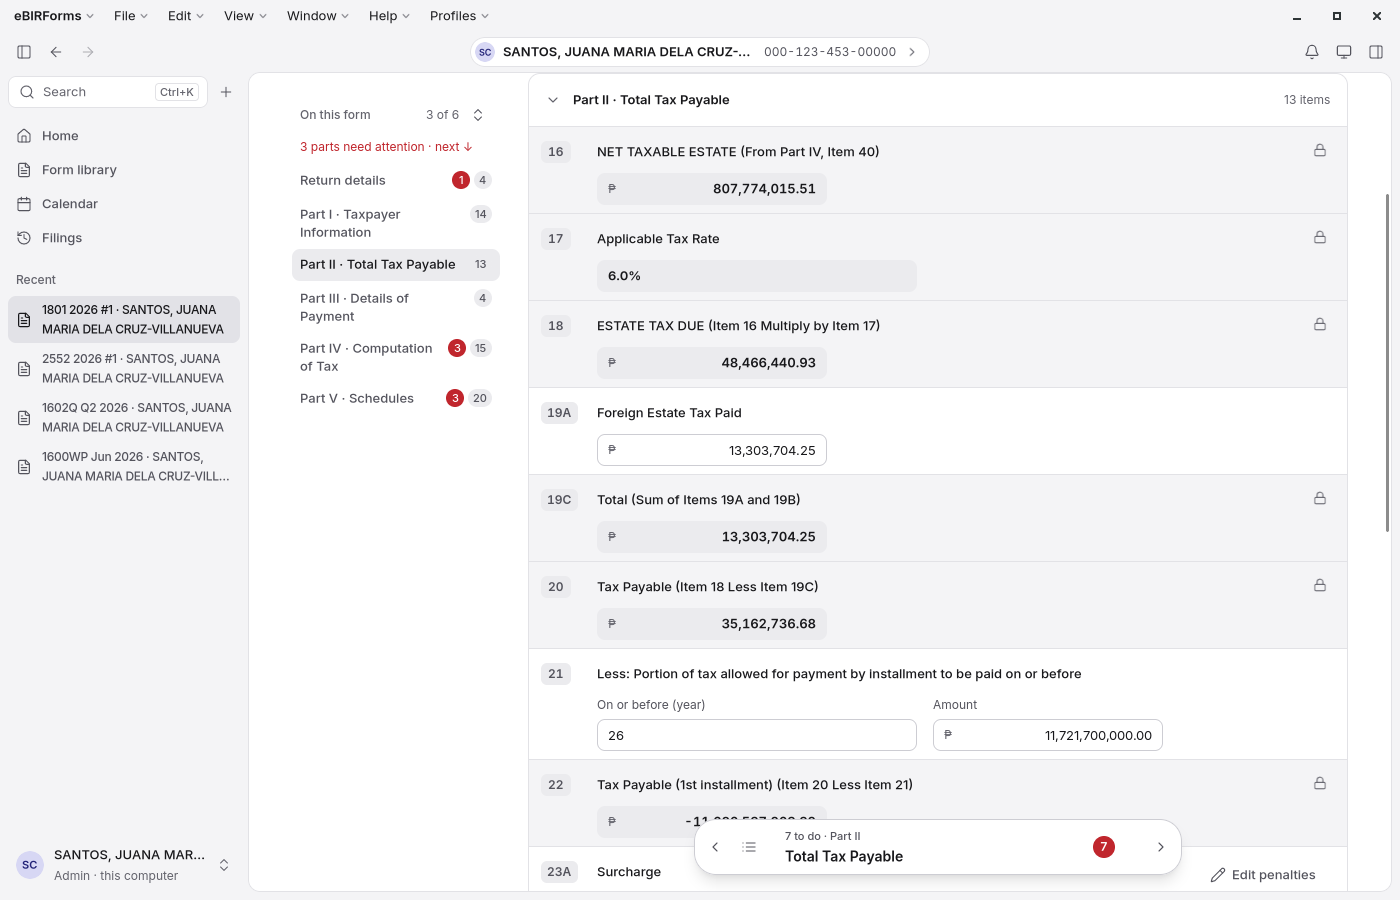 eBIRForms
File
Edit
View
Window
Help
Profiles
SC
SANTOS, JUANA MARIA DELA CRUZ-...
000-123-453-00000
Search
Ctrl+K
Home
Form library
Calendar
Filings
Recent
1801 2026 #1 · SANTOS, JUANA
MARIA DELA CRUZ-VILLANUEVA
2552 2026 #1 · SANTOS, JUANA
MARIA DELA CRUZ-VILLANUEVA
1602Q Q2 2026 · SANTOS, JUANA
MARIA DELA CRUZ-VILLANUEVA
1600WP Jun 2026 · SANTOS,
JUANA MARIA DELA CRUZ-VILL...
SC
SANTOS, JUANA MAR...
Admin · this computer
On this form
3 of 6
3 parts need attention · next ↓
Return details
1
4
Part I · Taxpayer
Information
14
Part II · Total Tax Payable
13
Part III · Details of
Payment
4
Part IV · Computation
of Tax
3
15
Part V · Schedules
3
20
Part II · Total Tax Payable
13 items
16
NET TAXABLE ESTATE (From Part IV, Item 40)
₱ 807,774,015.51
17
Applicable Tax Rate
6.0%
18
ESTATE TAX DUE (Item 16 Multiply by Item 17)
₱ 48,466,440.93
19A
Foreign Estate Tax Paid
₱ 13,303,704.25
19C
Total (Sum of Items 19A and 19B)
₱ 13,303,704.25
20
Tax Payable (Item 18 Less Item 19C)
₱ 35,162,736.68
21
Less: Portion of tax allowed for payment by installment to be paid on or before
On or before (year)
Amount
26
₱ 11,721,700,000.00
22
Tax Payable (1st installment) (Item 20 Less Item 21)
₱
23A
Surcharge
Edit penalties
7 to do · Part II
Total Tax Payable
7